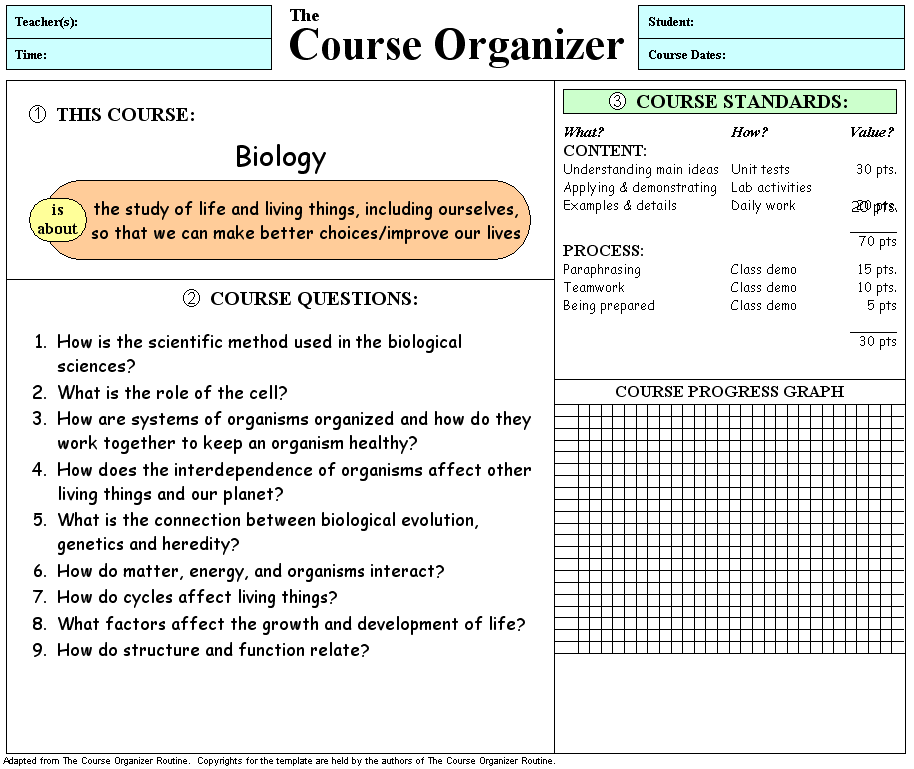 Teacher(s):
Time:
The
Course Organizer
Student:
Course Dates:
① THIS COURSE:
Biology
is
about
the study of life and living things, including ourselves,
so that we can make better choices/improve our lives
② COURSE QUESTIONS:
1. How is the scientific method used in the biological
sciences?
2. What is the role of the cell?
3. How are systems of organisms organized and how do they
work together to keep an organism healthy?
4. How does the interdependence of organisms affect other
living things and our planet?
5. What is the connection between biological evolution,
genetics and heredity?
6. How do matter, energy, and organisms interact?
7. How do cycles affect living things?
8. What factors affect the growth and development of life?
9. How do structure and function relate?
③ COURSE STANDARDS:
What? How? Value?
CONTENT:
Understanding main ideas Unit tests 30 pts.
Applying & demonstrating Lab activities
Examples & details Daily work pts.
70 pts
PROCESS:
Paraphrasing Class demo 15 pts.
Teamwork Class demo 10 pts.
Being prepared Class demo 5 pts
30 pts
COURSE PROGRESS GRAPH
Adapted from The Course Organizer Routine. Copyrights for the template are held by the authors of The Course Organizer Routine.